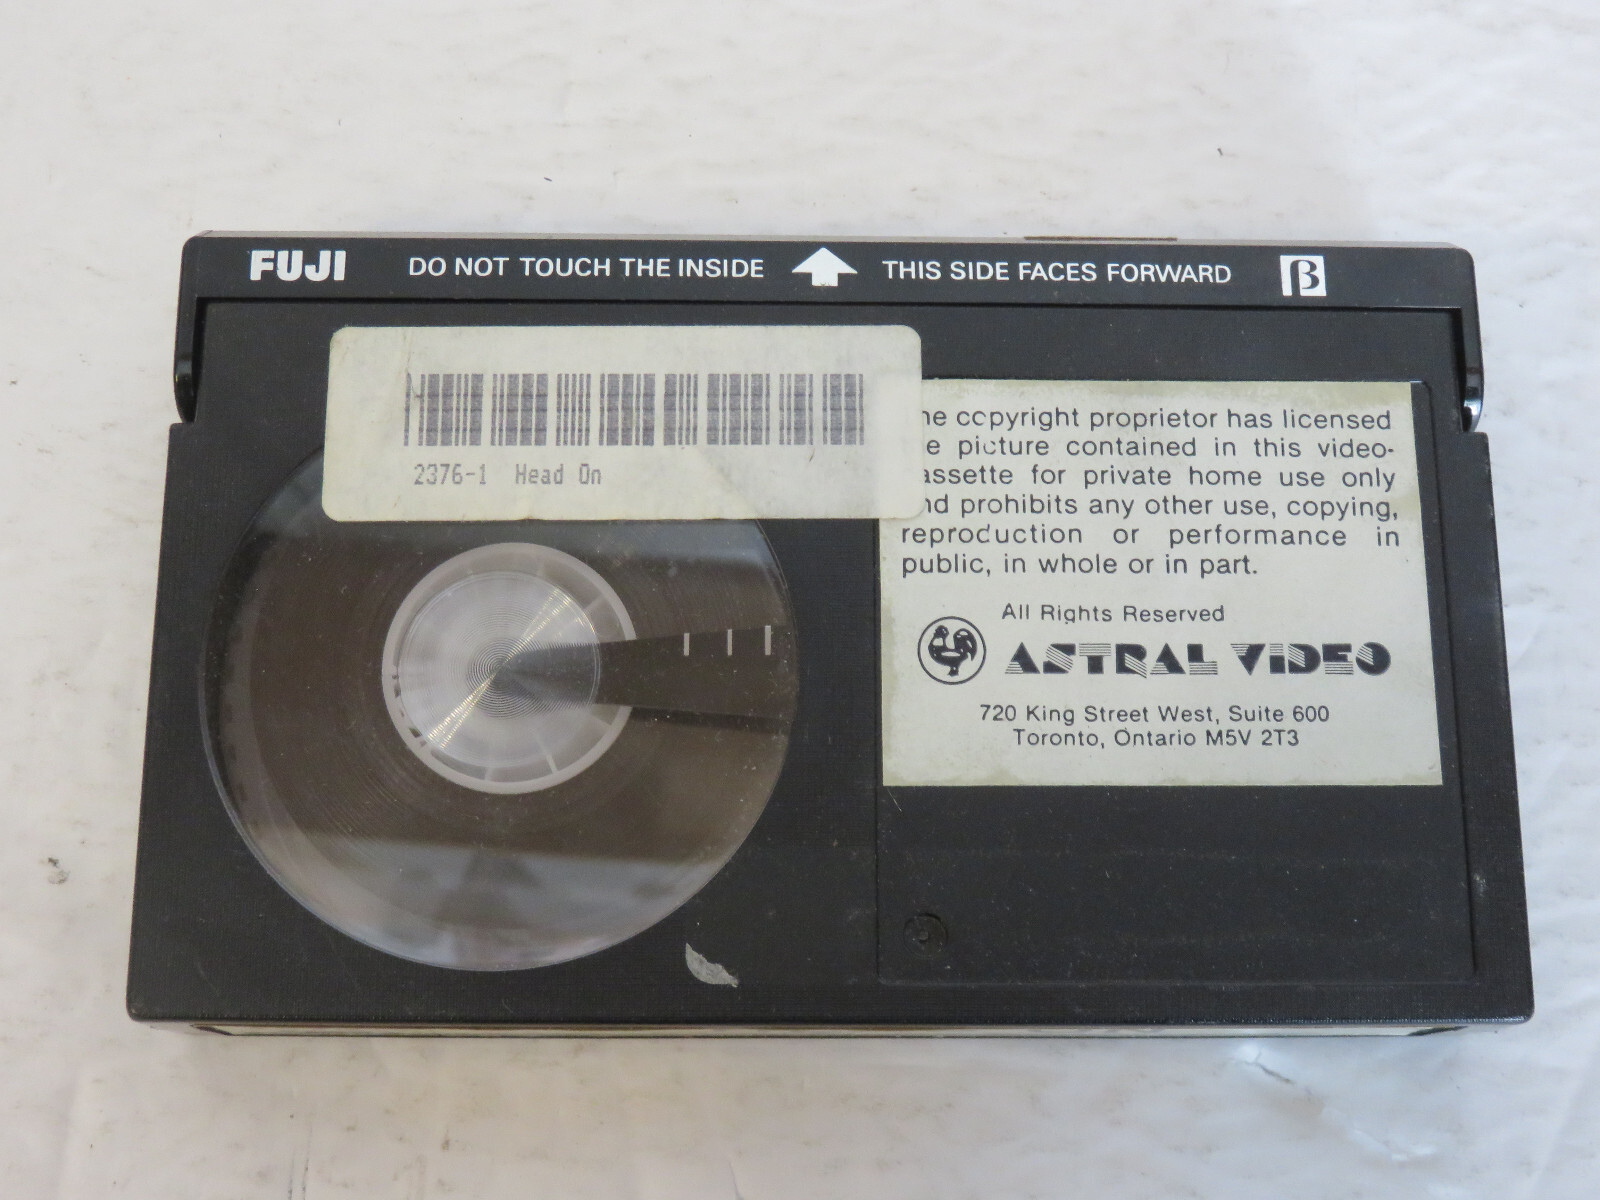 FUJI DO NOT TOUCH THE INSIDE THIS SIDE FACES FORWARD β
2376-1 Head On
he copyright proprietor has licensed
e picture contained in this video-
assette for private home use only
nd prohibits any other use, copying,
reproduction or performance in
public, in whole or in part.
All Rights Reserved
ASTRAL VIDEO
720 King Street West, Suite 600
Toronto, Ontario M5V 2T3